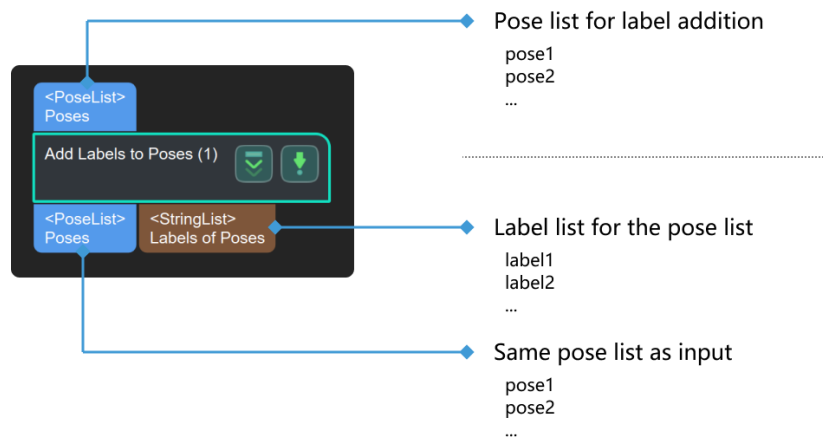 Pose list for label addition
pose1
pose2
...
<PoseList>
Poses
Add Labels to Poses (1)
<PoseList>
Poses
<StringList>
Labels of Poses
Label list for the pose list
label1
label2
...
Same pose list as input
pose1
pose2
...